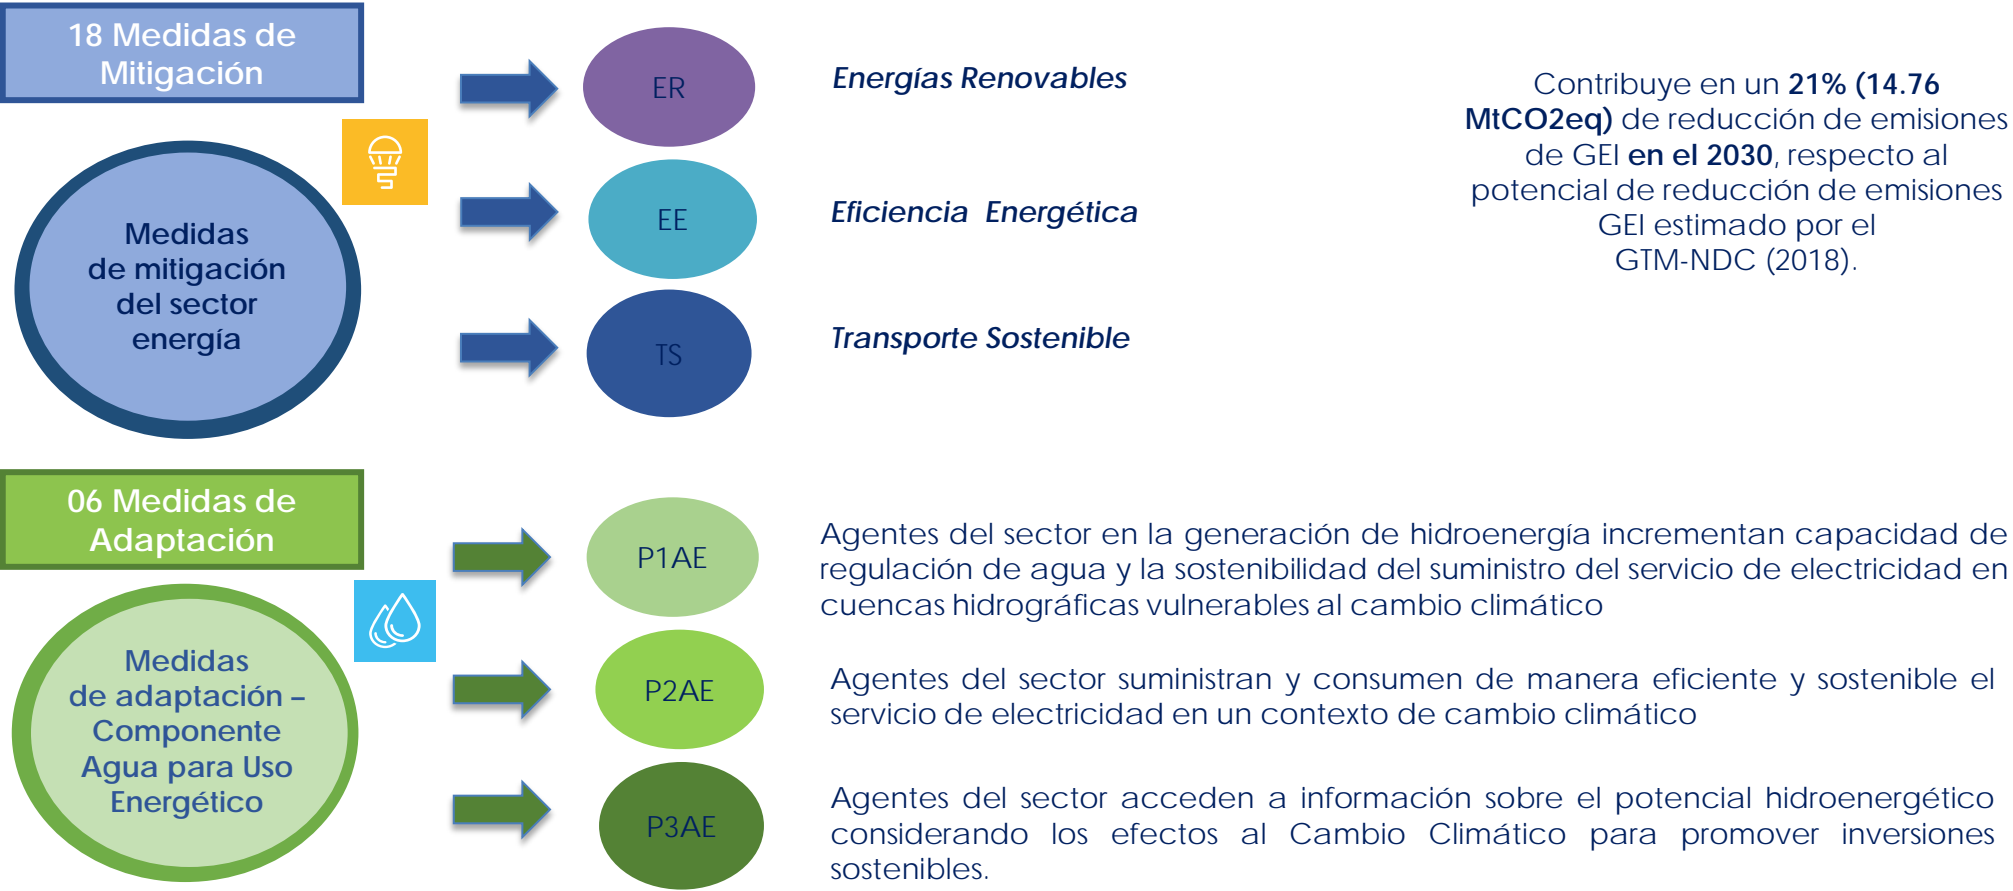 18 Medidas de
Mitigación
Medidas
de mitigación
del sector
energía
ER
Energías Renovables
EE
Eficiencia Energética
TS
Transporte Sostenible
Contribuye en un 21% (14.76
MtCO2eq) de reducción de emisiones
de GEI en el 2030, respecto al
potencial de reducción de emisiones
GEI estimado por el
GTM-NDC (2018).
06 Medidas de
Adaptación
Medidas
de adaptación –
Componente
Agua para Uso
Energético
P1AE
Agentes del sector en la generación de hidroenergía incrementan capacidad de
regulación de agua y la sostenibilidad del suministro del servicio de electricidad en
cuencas hidrográficas vulnerables al cambio climático
P2AE
Agentes del sector suministran y consumen de manera eficiente y sostenible el
servicio de electricidad en un contexto de cambio climático
P3AE
Agentes del sector acceden a información sobre el potencial hidroenergético
considerando los efectos al Cambio Climático para promover inversiones
sostenibles.